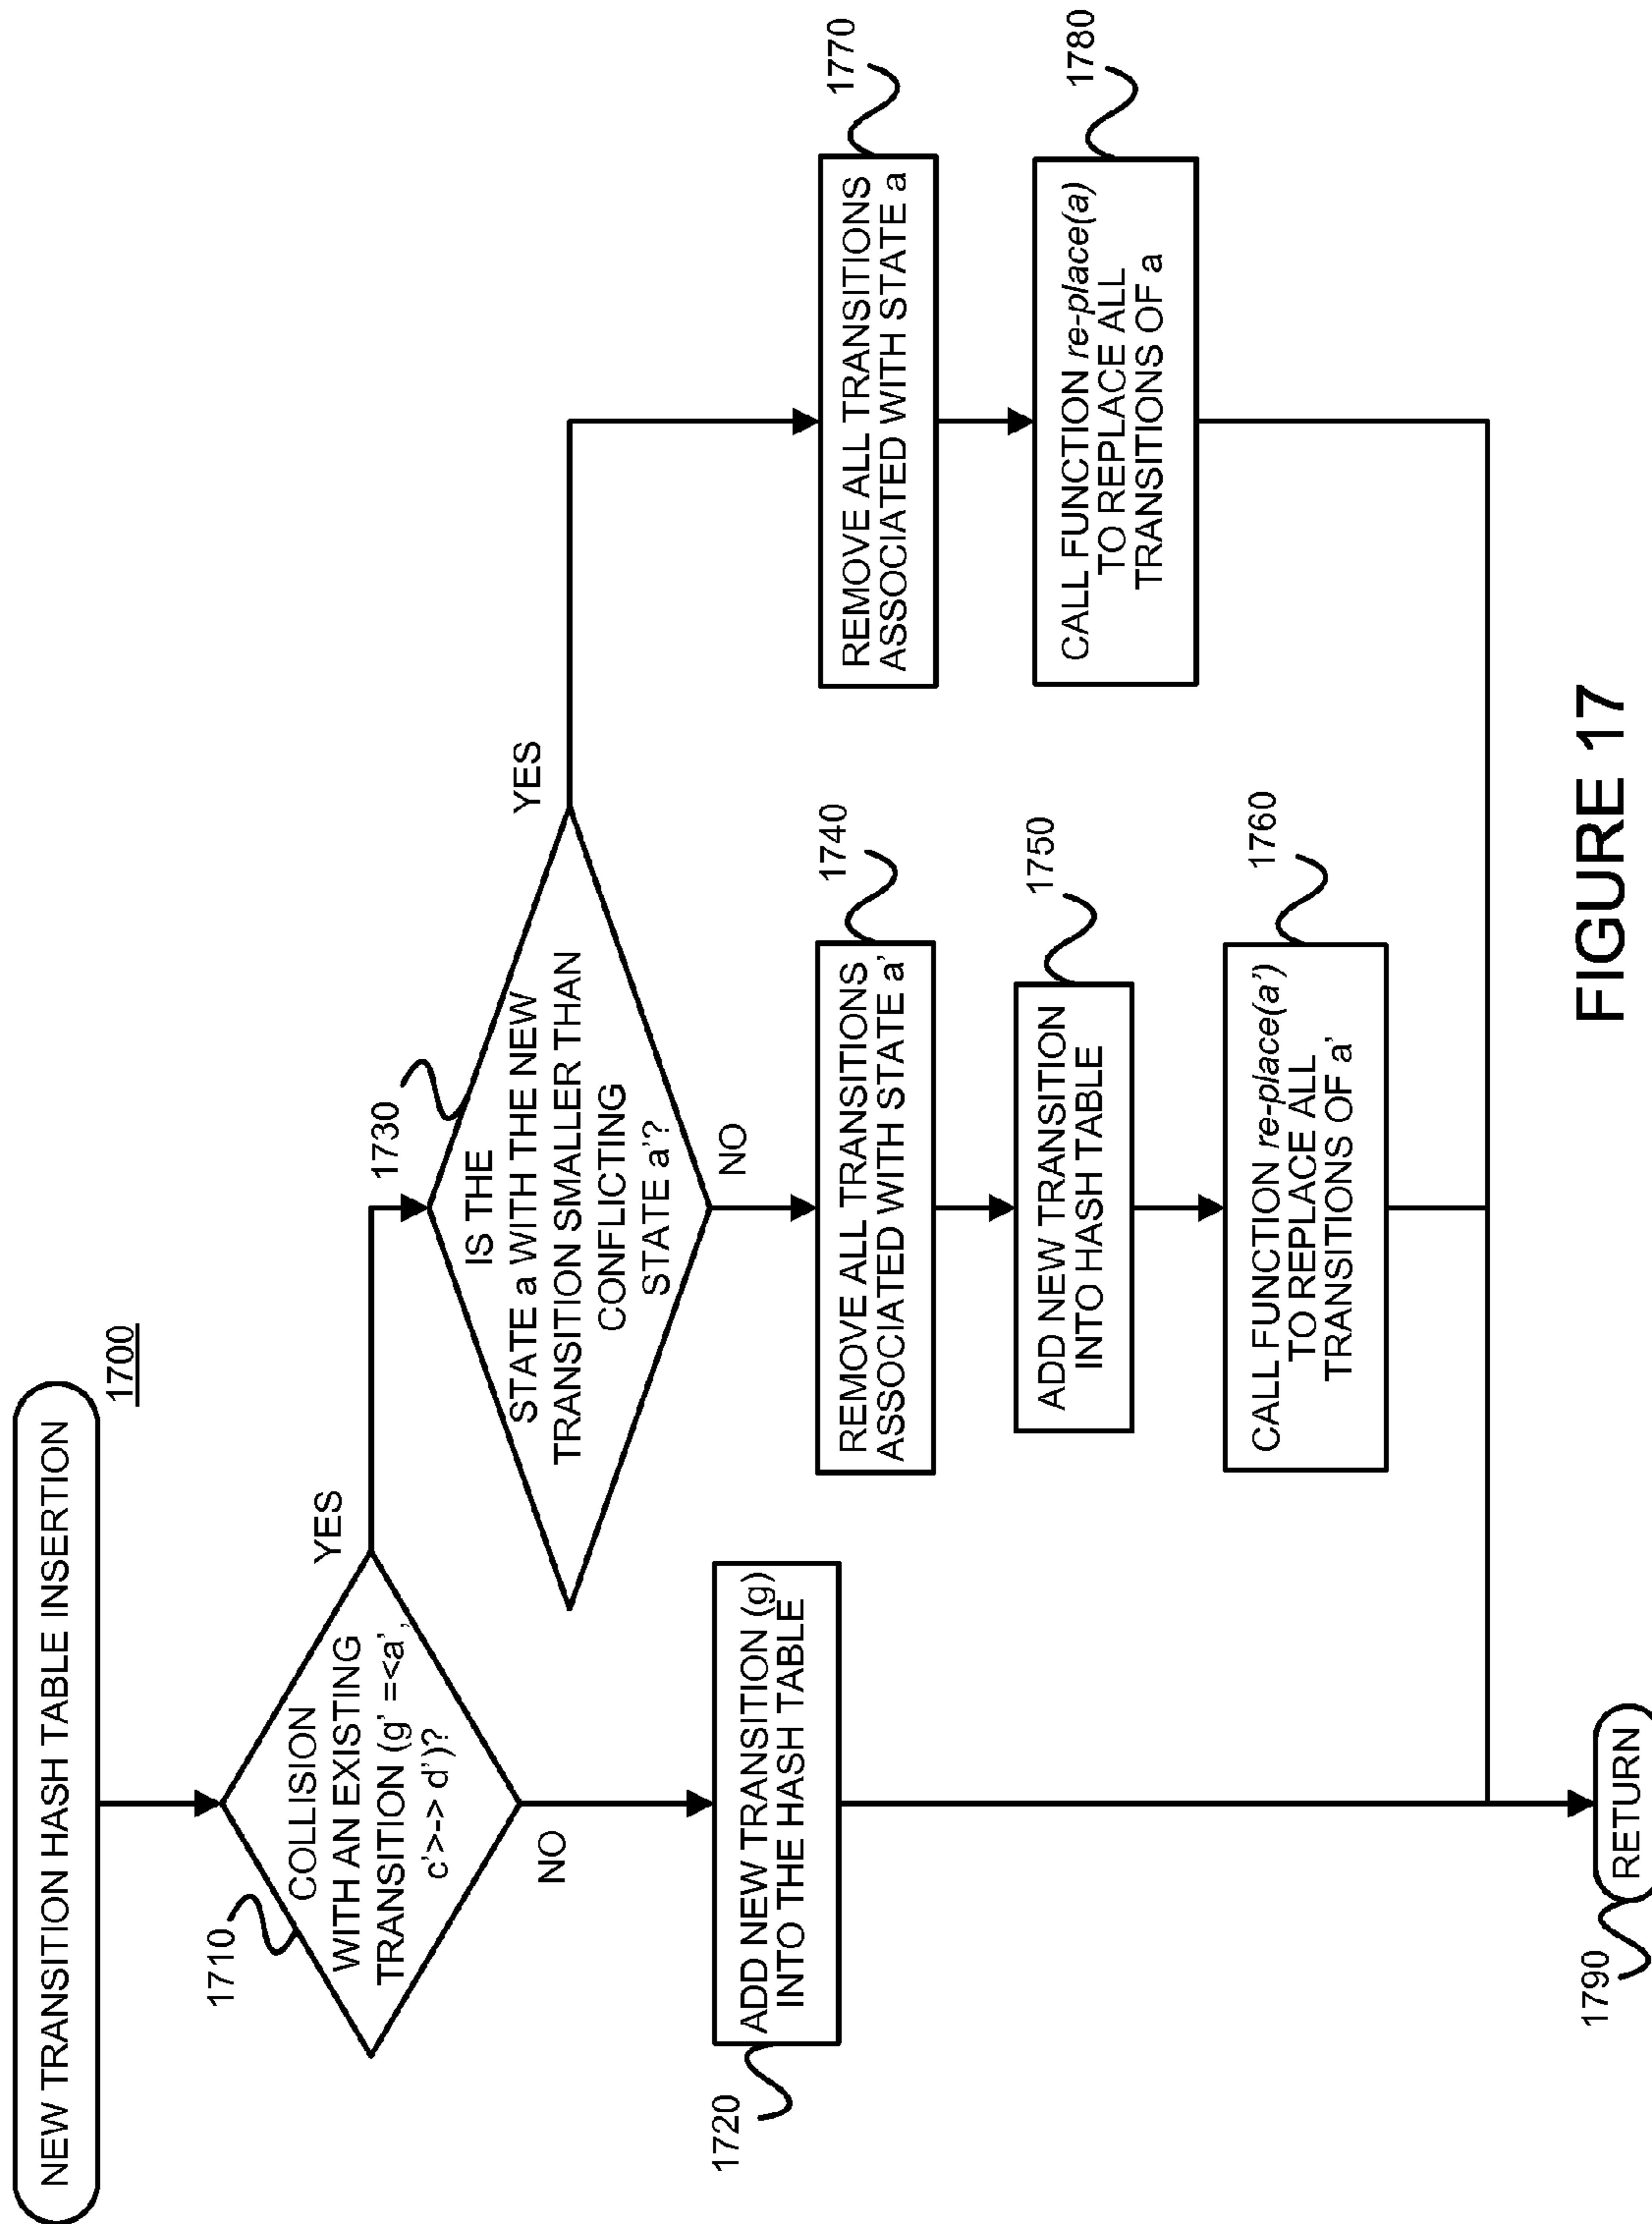 NEW TRANSITION HASH TABLE INSERTION
1700
1710
COLLISION
WITH AN EXISTING
TRANSITION (g' =<a',
c'>-> d')?
YES
NO
1720
ADD NEW TRANSITION (g)
INTO THE HASH TABLE
1730
IS THE
STATE a WITH THE NEW
TRANSITION SMALLER THAN
CONFLICTING
STATE a'?
YES
NO
1740
REMOVE ALL TRANSITIONS
ASSOCIATED WITH STATE a'
1750
ADD NEW TRANSITION
INTO HASH TABLE
1760
CALL FUNCTION re-place(a')
TO REPLACE ALL
TRANSITIONS OF a'
1770
REMOVE ALL TRANSITIONS
ASSOCIATED WITH STATE a
1780
CALL FUNCTION re-place(a)
TO REPLACE ALL
TRANSITIONS OF a
1790
RETURN
FIGURE 17